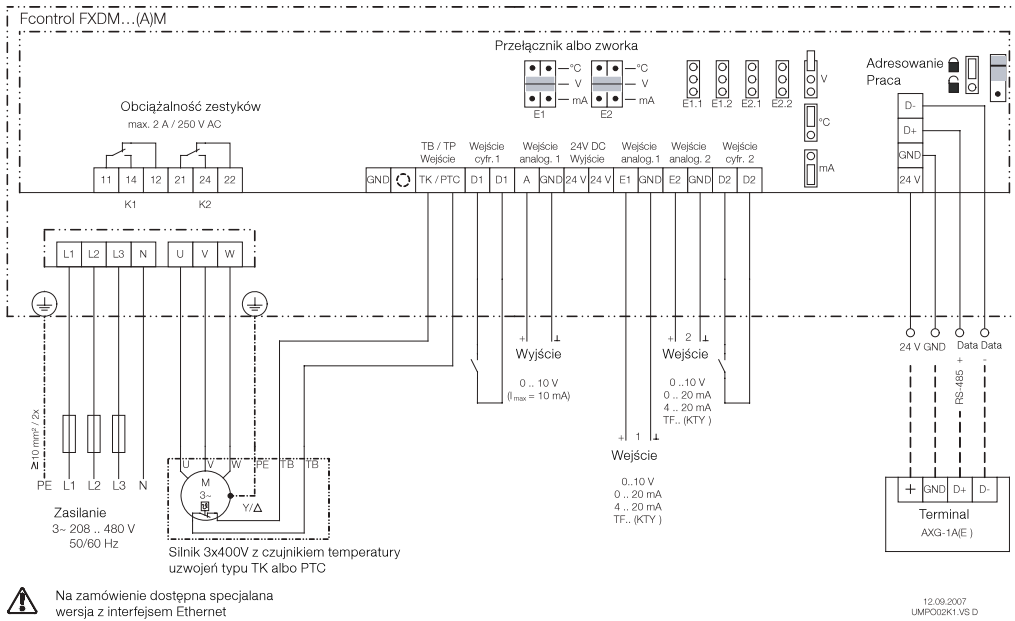 Fcontrol FXDM...(A)M
Przełącznik albo zworka
°C
V
mA
E1
°C
V
mA
E2
E1.1 E1.2 E2.1 E2.2
V
°C
mA
Adresowanie
Praca
Obciążalność zestyków
max. 2 A / 250 V AC
11 14 12 21 24 22
K1 K2
TB / TP
Wejście
Wejście
cyfr. 1
Wejście
analog. 1
24V DC
Wyjście
Wejście
analog. 1
Wejście
analog. 2
Wejście
cyfr. 2
GND TK / PTC D1 D1 A GND 24 V 24 V E1 GND E2 GND D2 D2
D-
D+
GND
24 V
L1 L2 L3 N U V W
+ ⊥
Wyjście
0 .. 10 V
(I max = 10 mA)
+ 2 ⊥
Wejście
0 ..10 V
0 .. 20 mA
4 .. 20 mA
TF.. (KTY )
+ 1 ⊥
Wejście
0..10 V
0 .. 20 mA
4 .. 20 mA
TF.. (KTY )
24 V GND Data Data
+ -
RS-485
+ GND D+ D-
Terminal
AXG-1A(E )
≥10 mm² / 2x
PE L1 L2 L3 N
Zasilanie
3~ 208 .. 480 V
50/60 Hz
U V W PE TB TB
M
3~
Y/Δ
Silnik 3x400V z czujnikiem temperatury
uzwojeń typu TK albo PTC
Na zamówienie dostępna specjalana
wersja z interfejsem Ethernet
12.09.2007
UMPO02K1.VS D